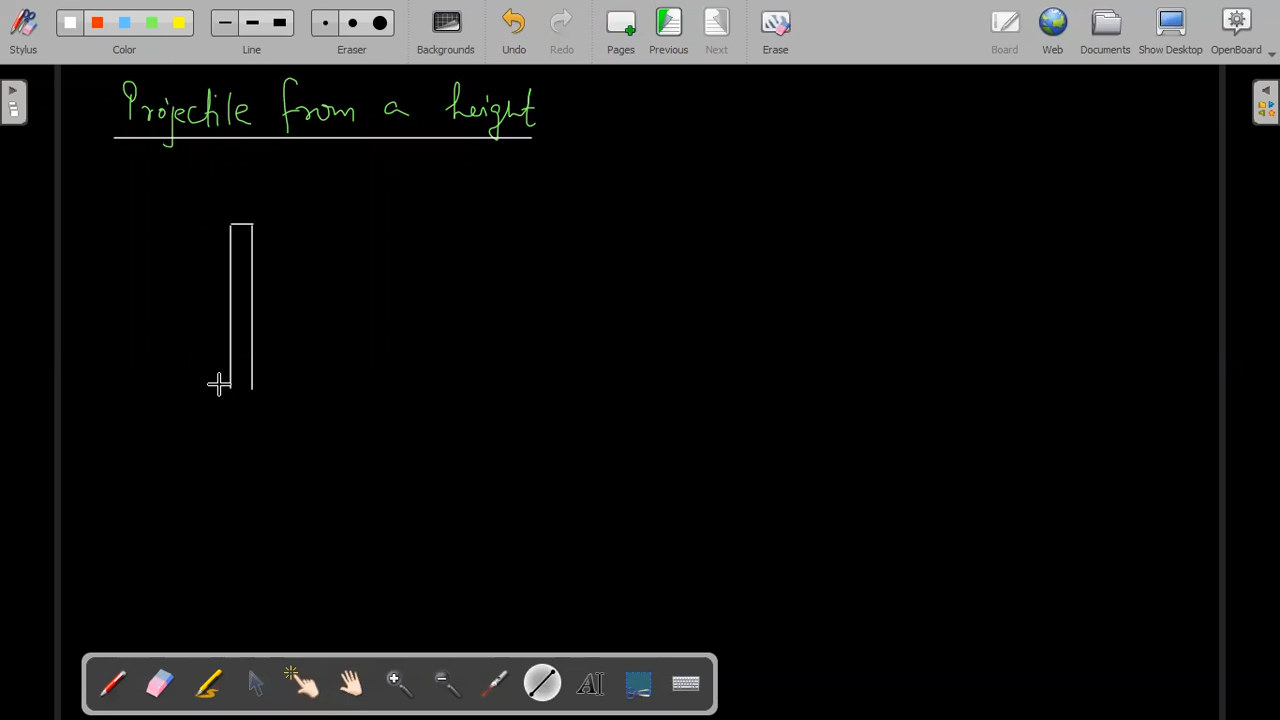 Stylus
Color
Line
Eraser
Backgrounds
Undo
Redo
Pages
Previous
Next
Erase
Board
Web
Documents
Show Desktop
OpenBoard
Projectile from a height
AI